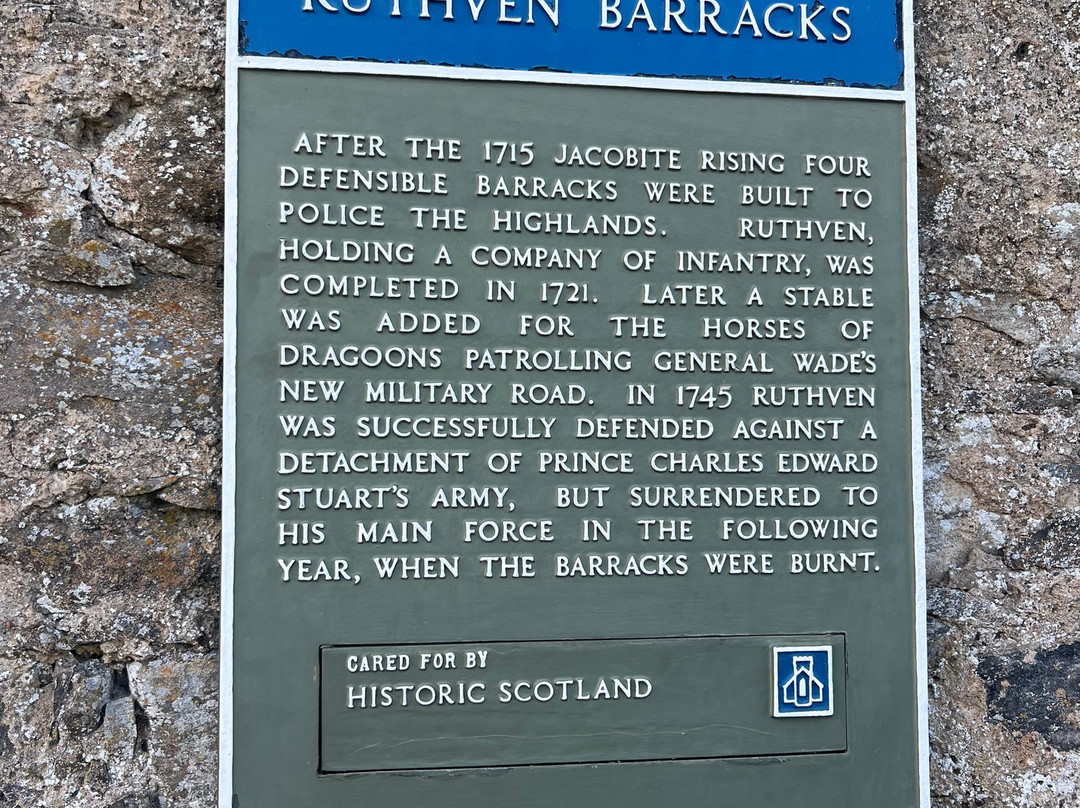 RUTHVEN BARRACKS
AFTER THE 1715 JACOBITE RISING FOUR
DEFENSIBLE BARRACKS WERE BUILT TO
POLICE THE HIGHLANDS. RUTHVEN,
HOLDING A COMPANY OF INFANTRY, WAS
COMPLETED IN 1721. LATER A STABLE
WAS ADDED FOR THE HORSES OF
DRAGOONS PATROLLING GENERAL WADE'S
NEW MILITARY ROAD. IN 1745 RUTHVEN
WAS SUCCESSFULLY DEFENDED AGAINST A
DETACHMENT OF PRINCE CHARLES EDWARD
STUART'S ARMY, BUT SURRENDERED TO
HIS MAIN FORCE IN THE FOLLOWING
YEAR, WHEN THE BARRACKS WERE BURNT.
CARED FOR BY
HISTORIC SCOTLAND